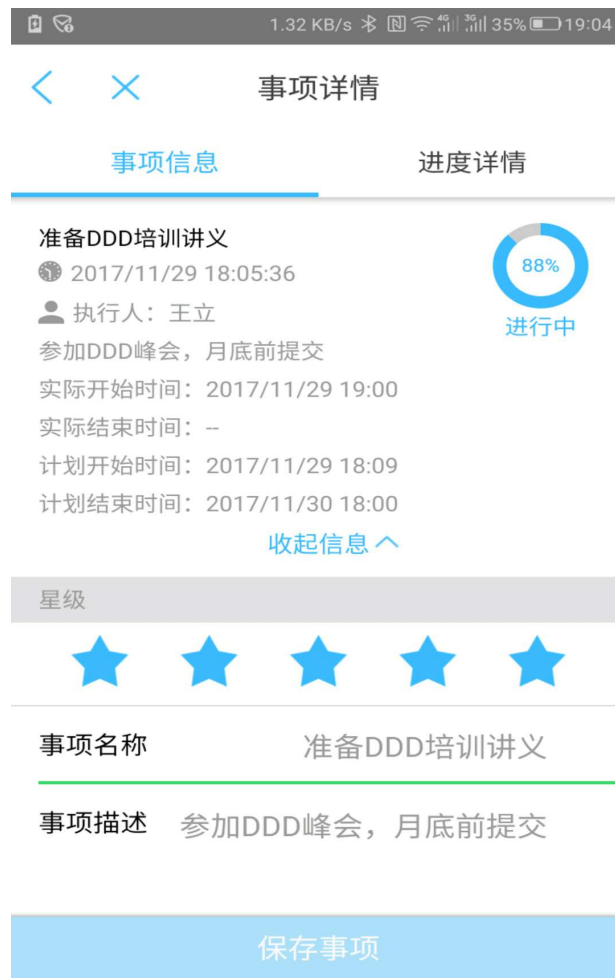 1.32 KB/s 4G 3G 35% 19:04
事项详情
事项信息 进度详情
准备DDD培训讲义
2017/11/29 18:05:36
88%
执行人：王立
进行中
参加DDD峰会，月底前提交
实际开始时间：2017/11/29 19:00
实际结束时间：--
计划开始时间：2017/11/29 18:09
计划结束时间：2017/11/30 18:00
收起信息
星级
事项名称 准备DDD培训讲义
事项描述 参加DDD峰会，月底前提交
保存事项